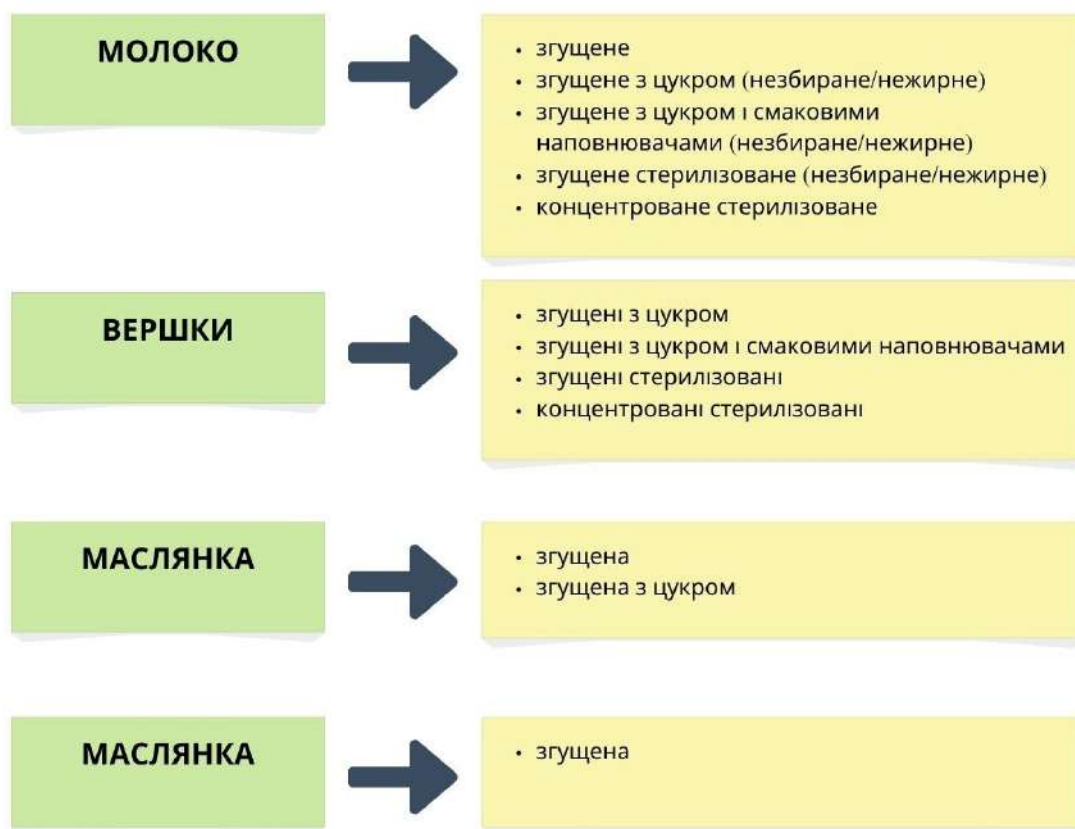 МОЛОКО
• згущене
• згущене з цукром (незбиране/нежирне)
• згущене з цукром і смаковими
наповнювачами (незбиране/нежирне)
• згущене стерилізоване (незбиране/нежирне)
• концентроване стерилізоване
ВЕРШКИ
• згущені з цукром
• згущені з цукром і смаковими наповнювачами
• згущені стерилізовані
• концентровані стерилізовані
МАСЛЯНКА
• згущена
• згущена з цукром
МАСЛЯНКА
• згущена